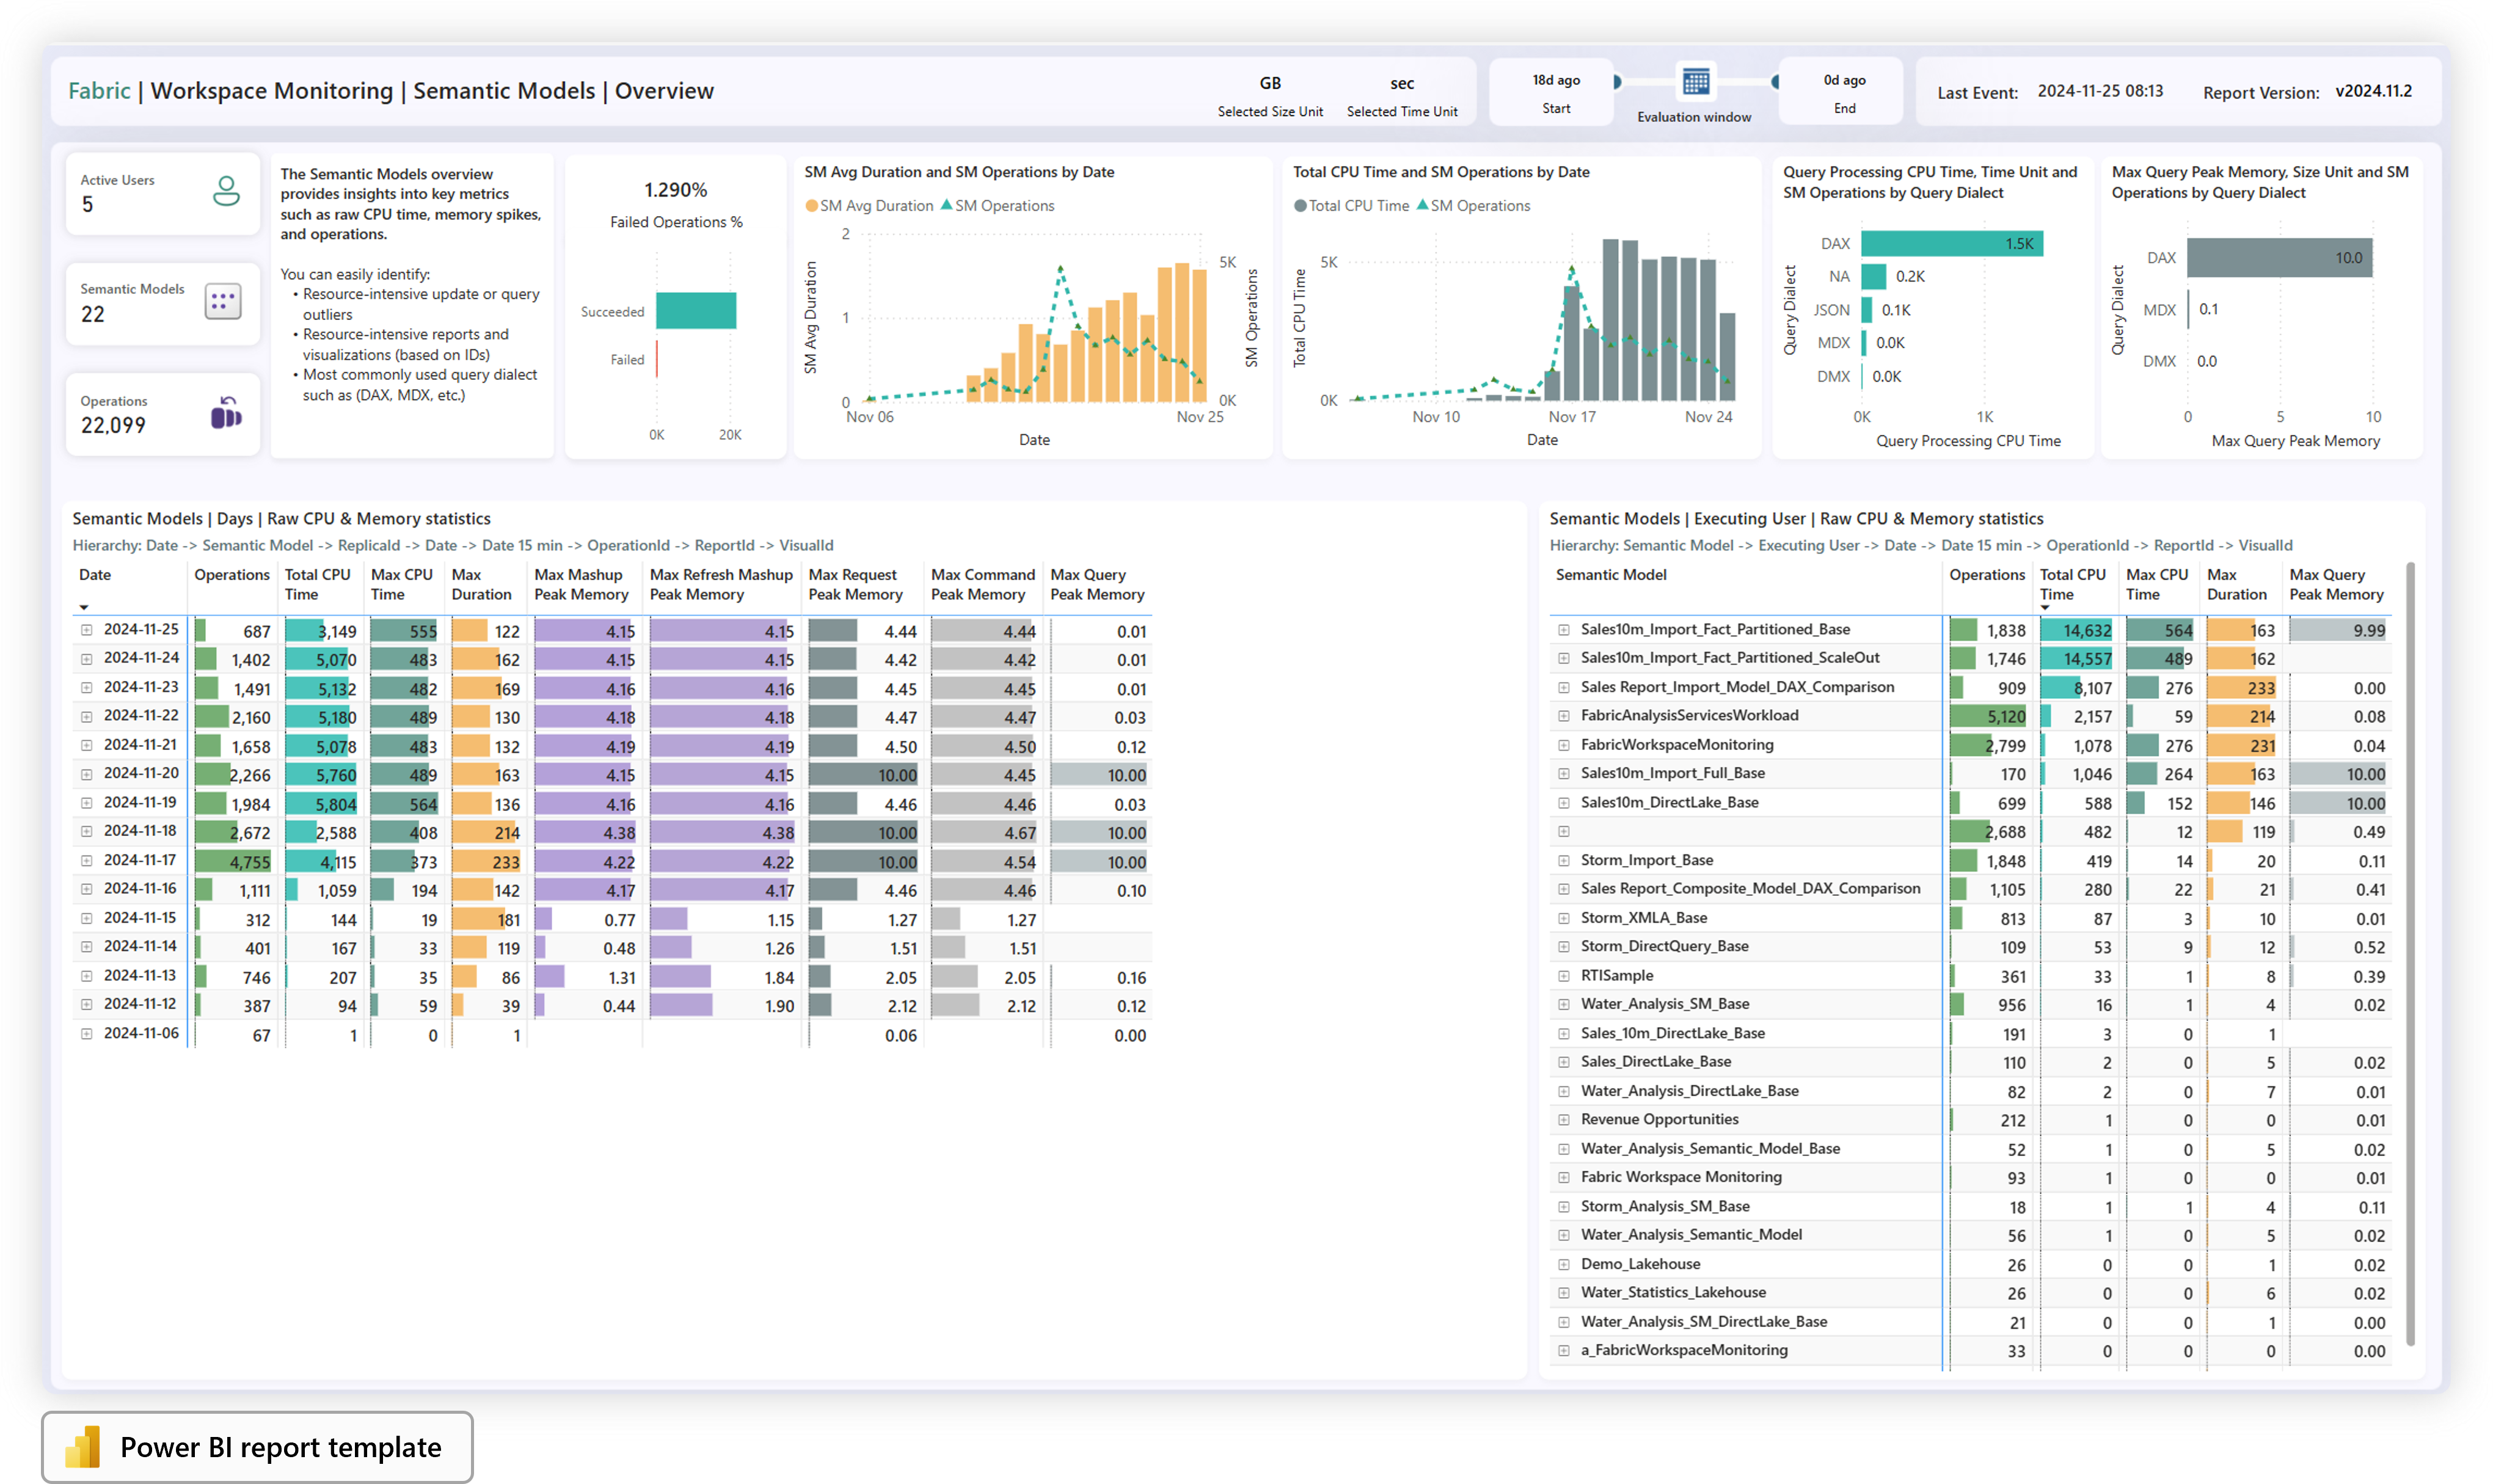 Fabric | Workspace Monitoring | Semantic Models | Overview
GB
Selected Size Unit
sec
Selected Time Unit
18d ago
Start
Evaluation window
0d ago
End
Last Event: 2024-11-25 08:13
Report Version: v2024.11.2
Active Users
5
Semantic Models
22
Operations
22,099
The Semantic Models overview
provides insights into key metrics
such as raw CPU time, memory spikes,
and operations.
You can easily identify:
• Resource-intensive update or query
outliers
• Resource-intensive reports and
visualizations (based on IDs)
• Most commonly used query dialect
such as (DAX, MDX, etc.)
1.290%
Failed Operations %
Succeeded
Failed
0K 20K
SM Avg Duration and SM Operations by Date
SM Avg Duration SM Operations
SM Avg Duration
2
1
0
5K
0K
SM Operations
Nov 06 Nov 25
Date
Total CPU Time and SM Operations by Date
Total CPU Time SM Operations
Total CPU Time
5K
0K
Nov 10 Nov 17 Nov 24
Date
Query Processing CPU Time, Time Unit and
SM Operations by Query Dialect
Query Dialect
DAX 1.5K
NA 0.2K
JSON 0.1K
MDX 0.0K
DMX 0.0K
0K 1K
Query Processing CPU Time
Max Query Peak Memory, Size Unit and SM
Operations by Query Dialect
Query Dialect
DAX 10.0
MDX 0.1
DMX 0.0
0 5 10
Max Query Peak Memory
Semantic Models | Days | Raw CPU & Memory statistics
Hierarchy: Date -> Semantic Model -> ReplicaId -> Date -> Date 15 min -> OperationId -> ReportId -> VisualId
Date Operations Total CPU Time Max CPU Time Max Duration Max Mashup Peak Memory Max Refresh Mashup Peak Memory Max Request Peak Memory Max Command Peak Memory Max Query Peak Memory
2024-11-25 687 3,149 555 122 4.15 4.15 4.44 4.44 0.01
2024-11-24 1,402 5,070 483 162 4.15 4.15 4.42 4.42 0.01
2024-11-23 1,491 5,132 482 169 4.16 4.16 4.45 4.45 0.01
2024-11-22 2,160 5,180 489 130 4.18 4.18 4.47 4.47 0.03
2024-11-21 1,658 5,078 483 132 4.19 4.19 4.50 4.50 0.12
2024-11-20 2,266 5,760 489 163 4.15 4.15 10.00 4.45 10.00
2024-11-19 1,984 5,804 564 136 4.16 4.16 4.46 4.46 0.03
2024-11-18 2,672 2,588 408 214 4.38 4.38 10.00 4.67 10.00
2024-11-17 4,755 4,115 373 233 4.22 4.22 10.00 4.54 10.00
2024-11-16 1,111 1,059 194 142 4.17 4.17 4.46 4.46 0.10
2024-11-15 312 144 19 181 0.77 1.15 1.27 1.27
2024-11-14 401 167 33 119 0.48 1.26 1.51 1.51
2024-11-13 746 207 35 86 1.31 1.84 2.05 2.05 0.16
2024-11-12 387 94 59 39 0.44 1.90 2.12 2.12 0.12
2024-11-06 67 1 0 1 0.06 0.00
Semantic Models | Executing User | Raw CPU & Memory statistics
Hierarchy: Semantic Model -> Executing User -> Date -> Date 15 min -> OperationId -> ReportId -> VisualId
Semantic Model Operations Total CPU Time Max CPU Time Max Duration Max Query Peak Memory
Sales10m_Import_Fact_Partitioned_Base 1,838 14,632 564 163 9.99
Sales10m_Import_Fact_Partitioned_ScaleOut 1,746 14,557 489 162
Sales Report_Import_Model_DAX_Comparison 909 8,107 276 233 0.00
FabricAnalysisServicesWorkload 5,120 2,157 59 214 0.08
FabricWorkspaceMonitoring 2,799 1,078 276 231 0.04
Sales10m_Import_Full_Base 170 1,046 264 163 10.00
Sales10m_DirectLake_Base 699 588 152 146 10.00
2,688 482 12 119 0.49
Storm_Import_Base 1,848 419 14 20 0.11
Sales Report_Composite_Model_DAX_Comparison 1,105 280 22 21 0.41
Storm_XMLA_Base 813 87 3 10 0.01
Storm_DirectQuery_Base 109 53 9 12 0.52
RTISample 361 33 1 8 0.39
Water_Analysis_SM_Base 956 16 1 4 0.02
Sales_10m_DirectLake_Base 191 3 0 1
Sales_DirectLake_Base 110 2 0 5 0.02
Water_Analysis_DirectLake_Base 82 2 0 7 0.01
Revenue Opportunities 212 1 0 0 0.01
Water_Analysis_Semantic_Model_Base 52 1 0 5 0.02
Fabric Workspace Monitoring 93 1 0 0 0.01
Storm_Analysis_SM_Base 18 1 1 4 0.11
Water_Analysis_Semantic_Model 56 1 0 5 0.02
Demo_Lakehouse 26 0 0 1 0.02
Water_Statistics_Lakehouse 26 0 0 6 0.02
Water_Analysis_SM_DirectLake_Base 21 0 0 1 0.00
a_FabricWorkspaceMonitoring 33 0 0 0 0.00
Power BI report template